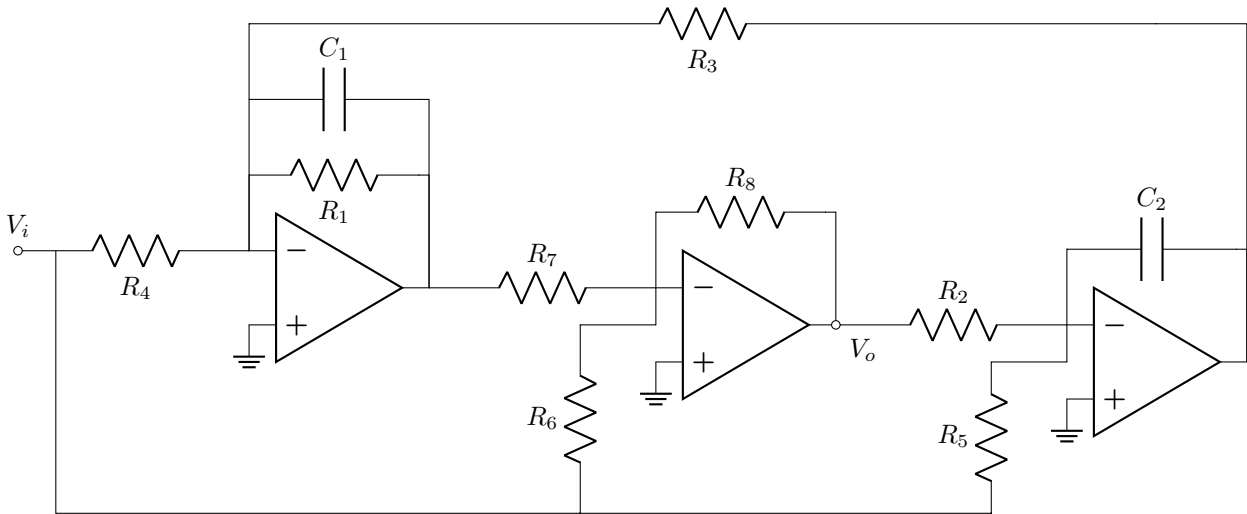 R₃
C₁
R₁
Vᵢ
R₄
−
+
R₇
R₈
−
+
Vₒ
R₆
R₂
C₂
−
+
R₅